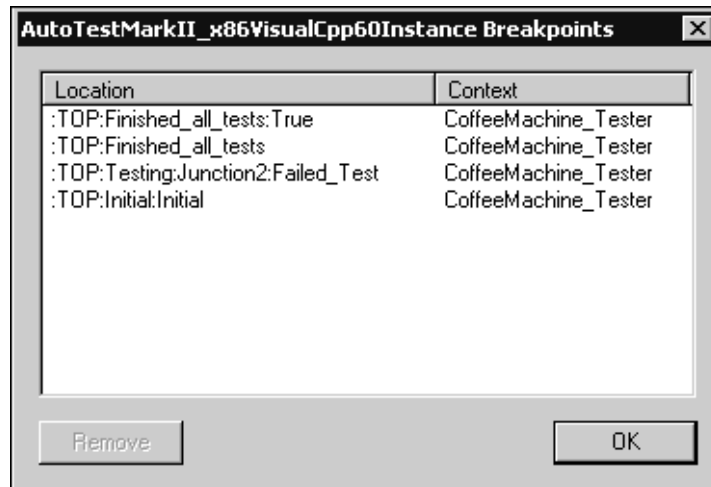 AutoTestMarkII_x86VisualCpp60Instance Breakpoints
Location Context
:TOP:Finished_all_tests:True CoffeeMachine_Tester
:TOP:Finished_all_tests CoffeeMachine_Tester
:TOP:Testing:Junction2:Failed_Test CoffeeMachine_Tester
:TOP:Initial:Initial CoffeeMachine_Tester
Remove OK